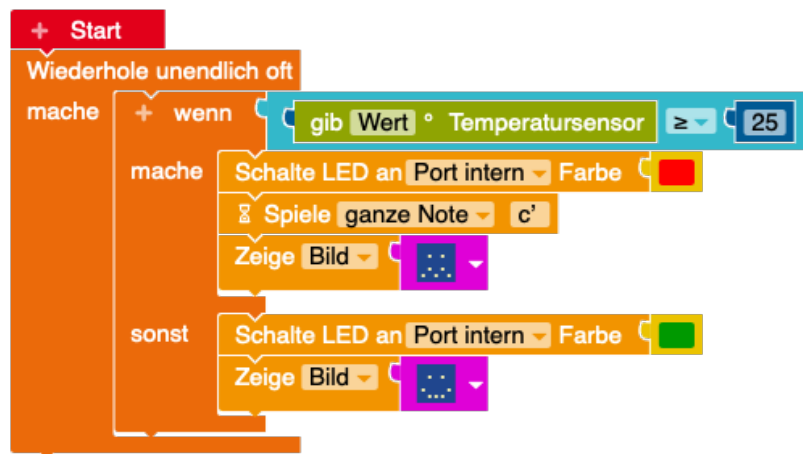 + Start
Wiederhole unendlich oft
mache + wenn gib Wert ° Temperatursensor ≥ 25
mache Schalte LED an Port intern Farbe
Spiele ganze Note c'
Zeige Bild
sonst Schalte LED an Port intern Farbe
Zeige Bild